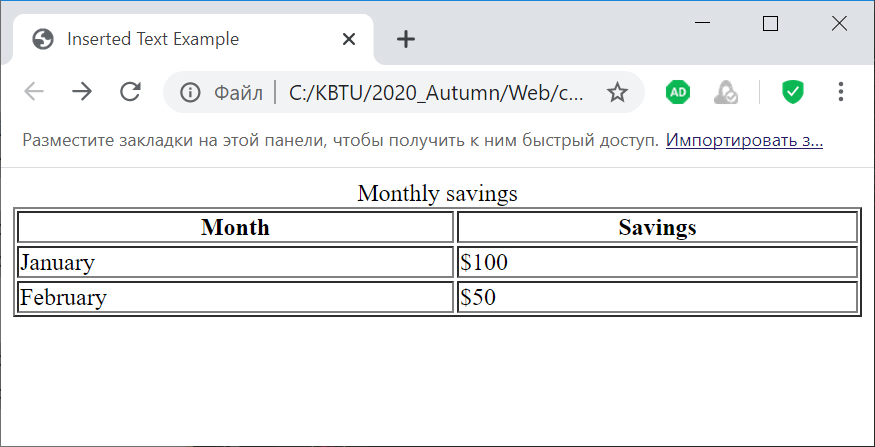 Inserted Text Example
Файл | C:/KBTU/2020_Autumn/Web/c... AD
Разместите закладки на этой панели, чтобы получить к ним быстрый доступ. Импортировать з...
Monthly savings
Month Savings
January $100
February $50